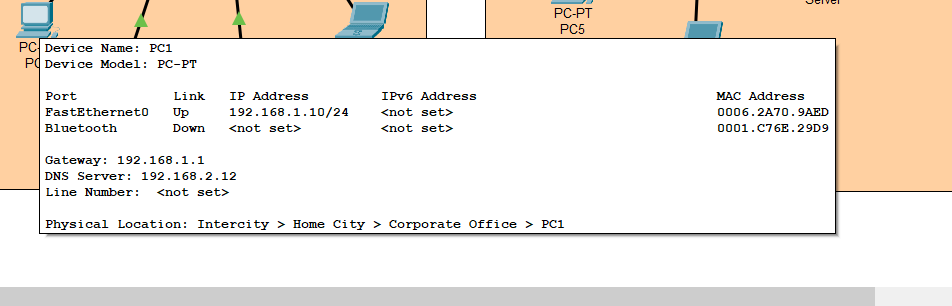 Server
PC-PT
PC5
PC-
PC
Device Name: PC1
Device Model: PC-PT
Port Link IP Address IPv6 Address MAC Address
FastEthernet0 Up 192.168.1.10/24 <not set> 0006.2A70.9AED
Bluetooth Down <not set> <not set> 0001.C76E.29D9
Gateway: 192.168.1.1
DNS Server: 192.168.2.12
Line Number: <not set>
Physical Location: Intercity > Home City > Corporate Office > PC1